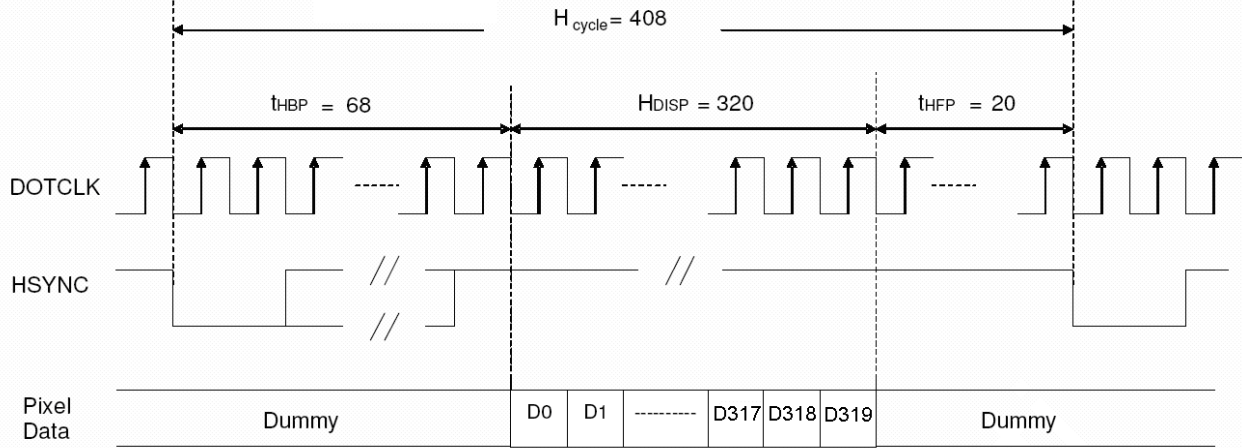 H cycle = 408
tHBP = 68
HDISP = 320
tHFP = 20
DOTCLK
HSYNC
Pixel Data
Dummy
D0
D1
D317
D318
D319
Dummy